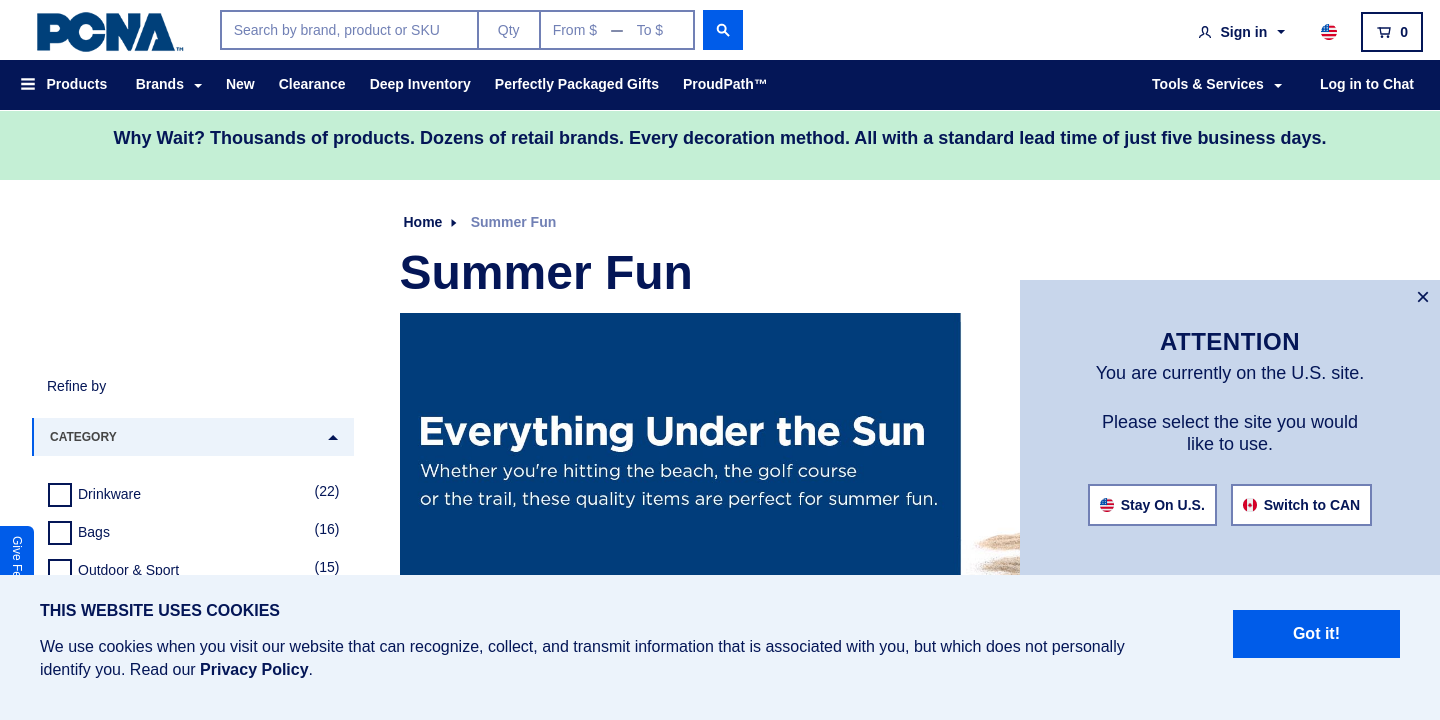 PCNA™
Search by brand, product or SKU
Qty
From $ — To $
Sign in
0
Products
Brands
New
Clearance
Deep Inventory
Perfectly Packaged Gifts
ProudPath™
Tools & Services
Log in to Chat
Why Wait? Thousands of products. Dozens of retail brands. Every decoration method. All with a standard lead time of just five business days.
Home
Summer Fun
Summer Fun
Everything Under the Sun
Whether you're hitting the beach, the golf course
or the trail, these quality items are perfect for summer fun.
Refine by
CATEGORY
Drinkware (22)
Bags (16)
Outdoor & Sport (15)
Give
×
ATTENTION
You are currently on the U.S. site.
Please select the site you would
like to use.
Stay On U.S.
Switch to CAN
THIS WEBSITE USES COOKIES
We use cookies when you visit our website that can recognize, collect, and transmit information that is associated with you, but which does not personally
identify you. Read our Privacy Policy.
Got it!